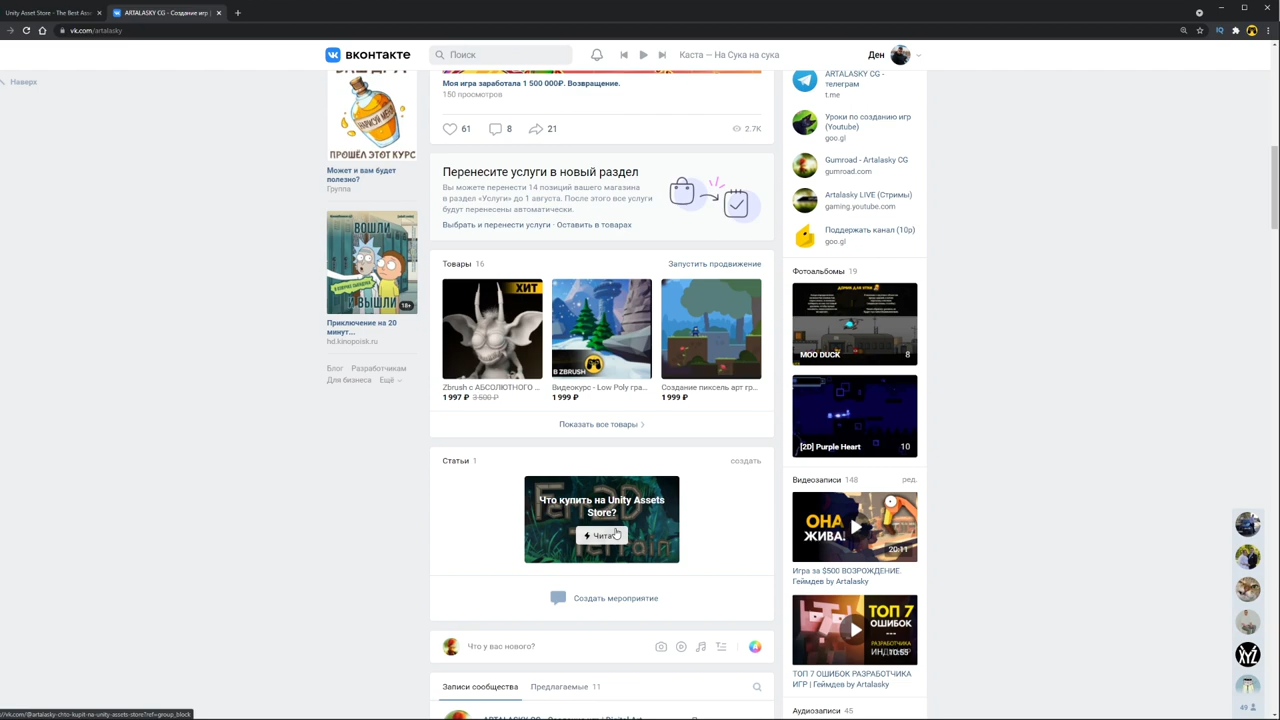 Unity Asset Store - The Best Ass
ARTALASKY CG - Создание игр |
vk.com/artalasky
вконтакте
Поиск
Каста — На Сука на сука
Ден
Наверх
ПРОШЁЛ ЭТОТ КУРС
Может и вам будет
полезно?
Группа
ВОШЛИ
И ВЫШЛИ
18+
Приключение на 20
минут...
hd.kinopoisk.ru
Блог Разработчикам
Для бизнеса Ещё
Моя игра заработала 1 500 000₽. Возвращение.
150 просмотров
61 8 21
2.7K
Перенесите услуги в новый раздел
Вы можете перенести 14 позиций вашего магазина
в раздел «Услуги» до 1 августа. После этого все услуги
будут перенесены автоматически.
Выбрать и перенести услуги · Оставить в товарах
Товары 16
Запустить продвижение
ХИТ
В ZBRUSH
Zbrush с АБСОЛЮТНОГО ...
1 997 ₽ 3 500 ₽
Видеокурс - Low Poly гра...
1 999 ₽
Создание пиксель арт гр...
1 999 ₽
Показать все товары
Статьи 1
создать
Что купить на Unity Assets
Store?
Terrain
Создать мероприятие
Что у вас нового?
Записи сообщества
Предлагаемые 11
ARTALASKY CG -
телеграм
t.me
Уроки по созданию игр
(Youtube)
goo.gl
Gumroad - Artalasky CG
gumroad.com
Artalasky LIVE (Стримы)
gaming.youtube.com
Поддержать канал (10р)
goo.gl
Фотоальбомы 19
MOO DUCK 8
[2D] Purple Heart 10
Видеозаписи 148
ред.
ОНА
ЖИВА!
20:11
Игра за $500 ВОЗРОЖДЕНИЕ.
Геймдев by Artalasky
ТОП 7
ОШИБОК
РАЗРАБОТЧИКА
10:55
ТОП 7 ОШИБОК РАЗРАБОТЧИКА
ИГР | Геймдев by Artalasky
Аудиозаписи 45
XYZ
49
//vk.com/@artalasky-chto-kupit-na-unity-assets-store?ref=group_block